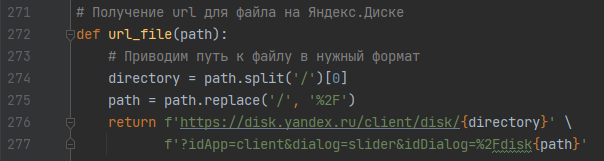 271
272 # Получение url для файла на Яндекс.Диске
273 def url_file(path):
273 # Приводим путь к файлу в нужный формат
274 directory = path.split('/')[0]
275 path = path.replace('/', '%2F')
276 return f'https://disk.yandex.ru/client/disk/{directory}' \
277 f'?idApp=client&dialog=slider&idDialog=%2Fdisk{path}'